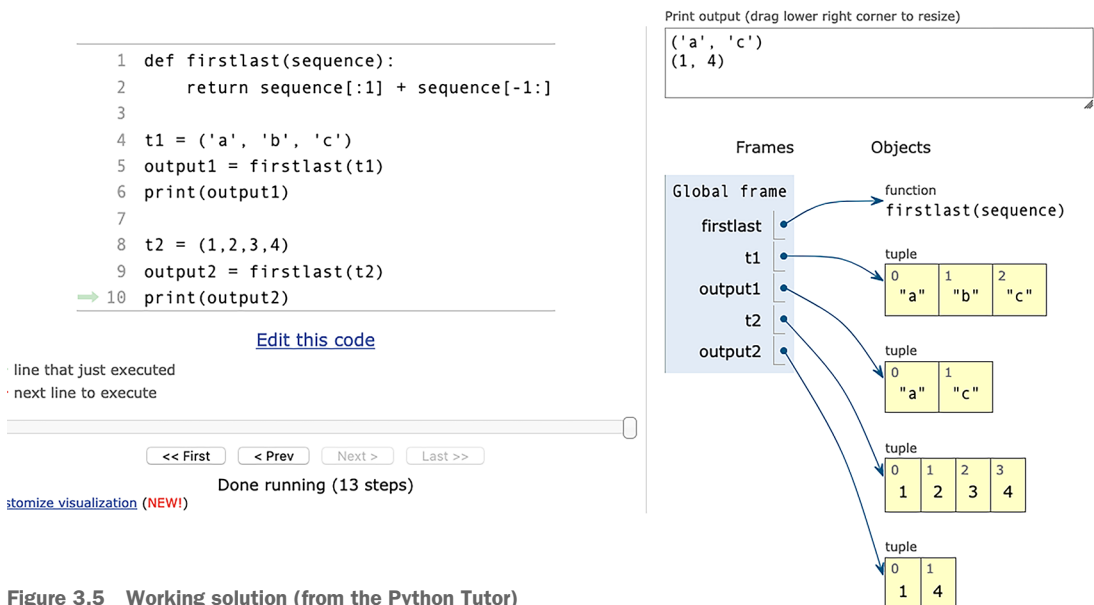 Print output (drag lower right corner to resize)
('a', 'c')
(1, 4)
1 def firstlast(sequence):
2 return sequence[:1] + sequence[-1:]
3
4 t1 = ('a', 'b', 'c')
5 output1 = firstlast(t1)
6 print(output1)
7
8 t2 = (1,2,3,4)
9 output2 = firstlast(t2)
10 print(output2)
Edit this code
line that just executed
next line to execute
<< First < Prev Next > Last >>
Done running (13 steps)
stomize visualization (NEW!)
Frames Objects
Global frame
firstlast
t1
output1
t2
output2
function
firstlast(sequence)
tuple
0 1 2
"a" "b" "c"
tuple
0 1
"a" "c"
tuple
0 1 2 3
1 2 3 4
tuple
0 1
1 4
Figure 3.5 Working solution (from the Python Tutor)